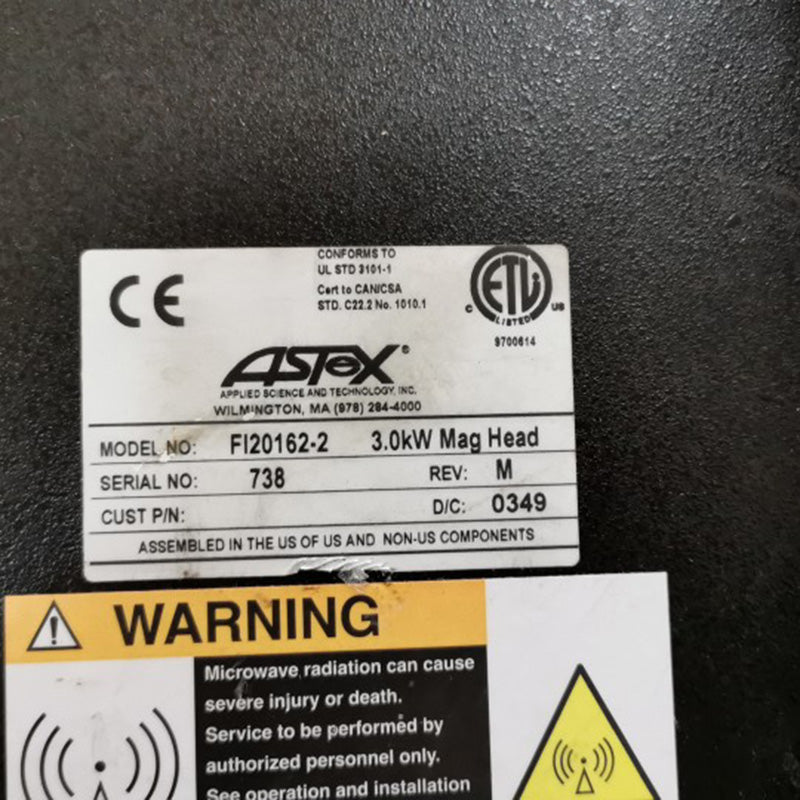 CE
CONFORMS TO
UL STD 3101-1
Cert to CAN/CSA
STD. C22.2 No. 1010.1
ETL
LISTED
C US
9700614
ASTeX®
APPLIED SCIENCE AND TECHNOLOGY, INC.
WILMINGTON, MA (978) 284-4000
MODEL NO: FI20162-2 3.0kW Mag Head
SERIAL NO: 738 REV: M
CUST P/N: D/C: 0349
ASSEMBLED IN THE US OF US AND NON-US COMPONENTS
WARNING
Microwave radiation can cause
severe injury or death.
Service to be performed by
authorized personnel only.
See operation and installation